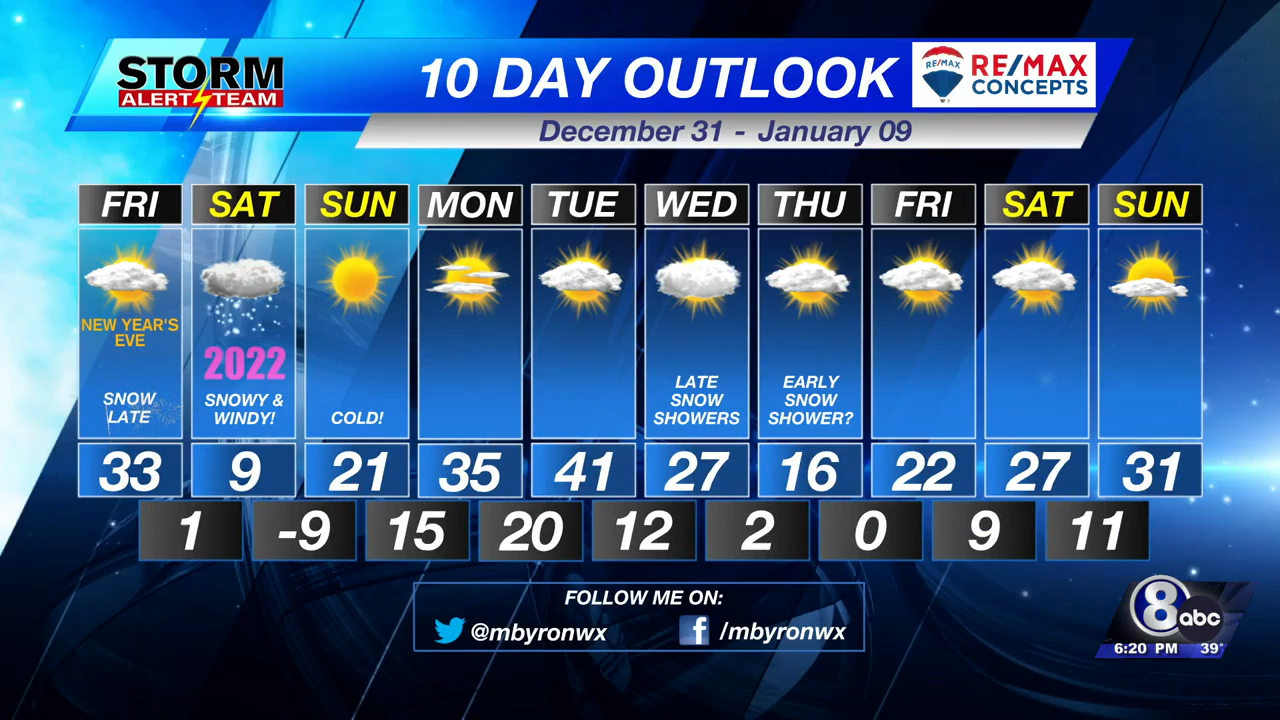 STORM
ALERT TEAM
10 DAY OUTLOOK
RE/MAX
RE/MAX
CONCEPTS
December 31 - January 09
FRI SAT SUN MON TUE WED THU FRI SAT SUN
NEW YEAR'S
EVE
SNOW
LATE
2022
SNOWY &
WINDY!
COLD!
LATE
SNOW
SHOWERS
EARLY
SNOW
SHOWER?
33 9 21 35 41 27 16 22 27 31
1 -9 15 20 12 2 0 9 11
FOLLOW ME ON:
@mbyronwx f /mbyronwx
8 abc
6:20 PM 39°